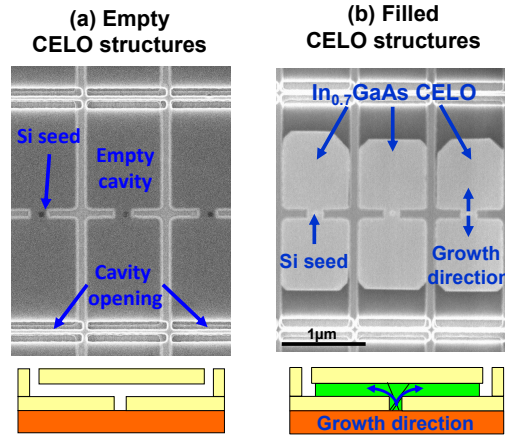 (a) Empty
CELO structures
Si seed
Empty
cavity
Cavity
opening
(b) Filled
CELO structures
In0.7GaAs CELO
Si seed
Growth
direction
1µm
Growth direction